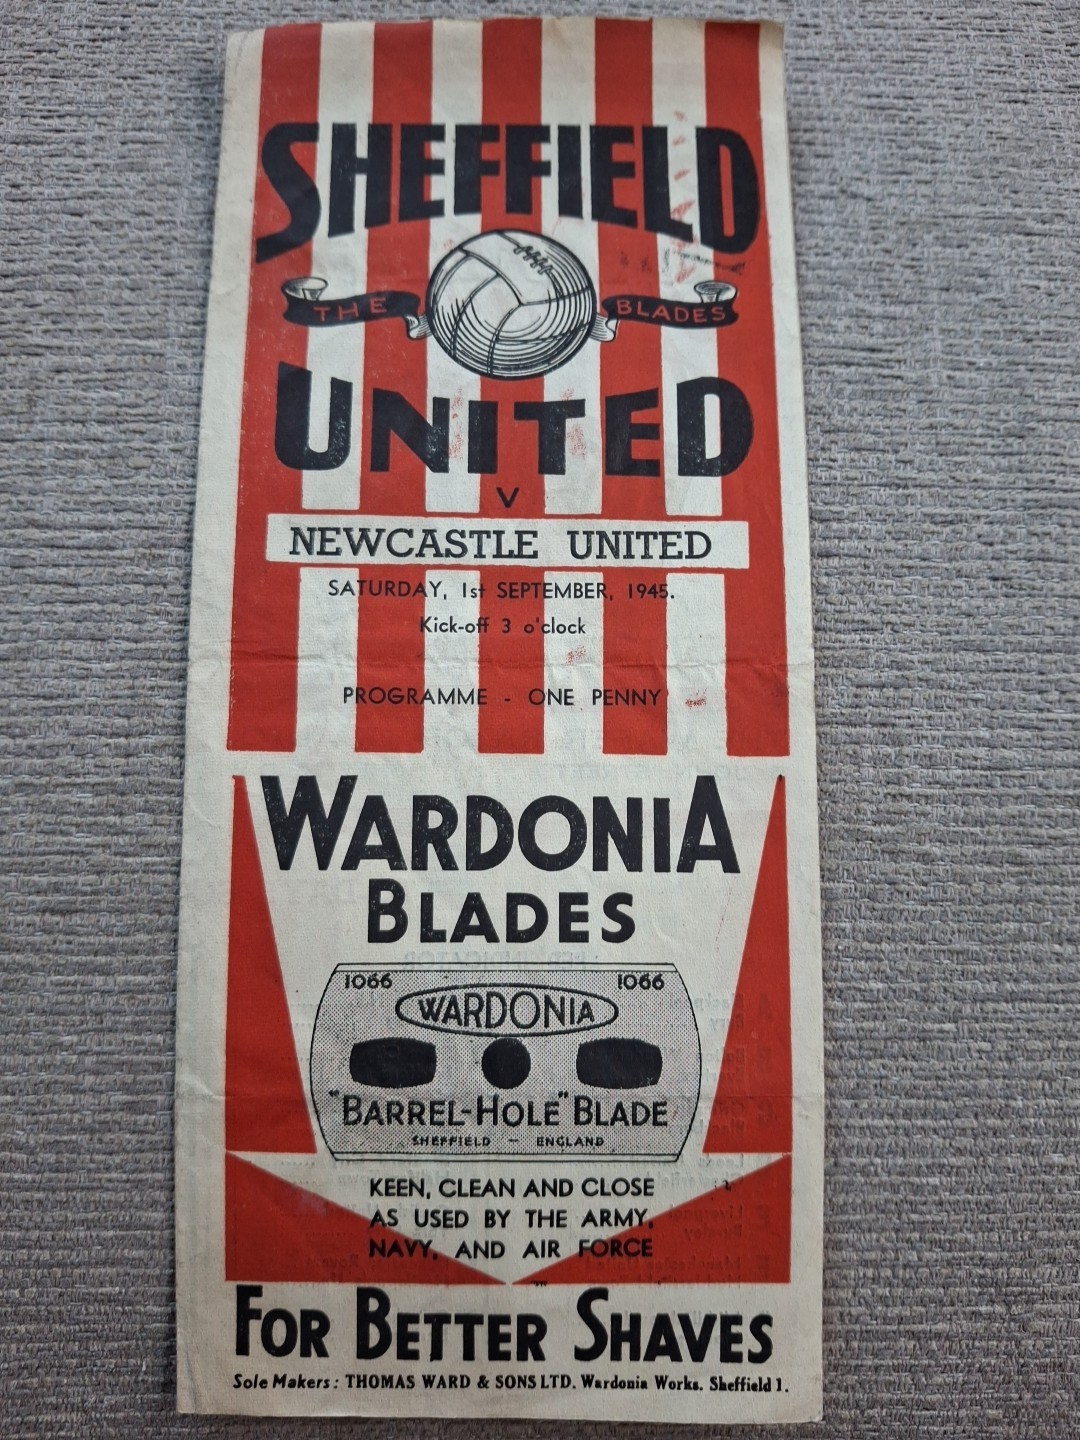 SHEFFIELD
THE BLADES
UNITED
V
NEWCASTLE UNITED
SATURDAY, 1st SEPTEMBER, 1945.
Kick-off 3 o'clock
PROGRAMME - ONE PENNY
WARDONIA
BLADES
1066 1066
WARDONIA
"BARREL-HOLE" BLADE
SHEFFIELD — ENGLAND
KEEN, CLEAN AND CLOSE
AS USED BY THE ARMY,
NAVY, AND AIR FORCE
FOR BETTER SHAVES
Sole Makers: THOMAS WARD & SONS LTD. Wardonia Works. Sheffield 1.